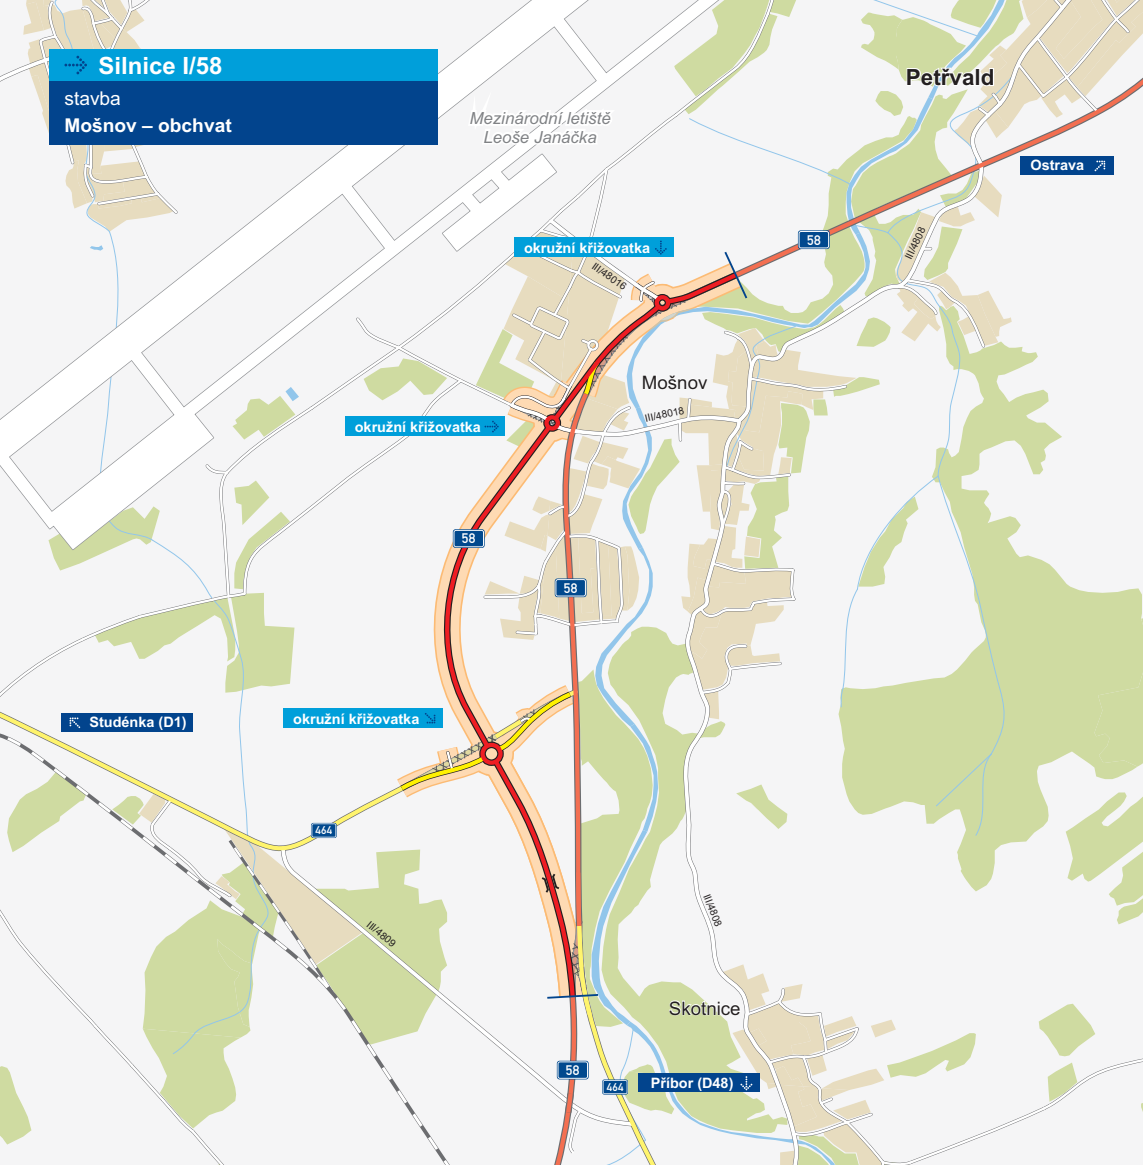 Silnice I/58
stavba
Mošnov – obchvat
Petřvald
Mezinárodní letiště
Leoše Janáčka
Ostrava
58
III/4808
okružní křižovatka
III/48016
Mošnov
III/48018
okružní křižovatka
58
58
okružní křižovatka
Studénka (D1)
464
III/4809
III/4808
Skotnice
58
464
Příbor (D48)